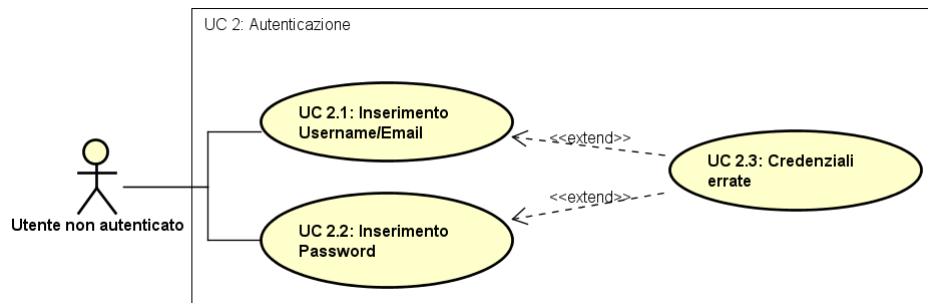 UC 2: Autenticazione
UC 2.1: Inserimento
Username/Email
<<extend>>
UC 2.3: Credenziali
errate
<<extend>>
Utente non autenticato
UC 2.2: Inserimento
Password